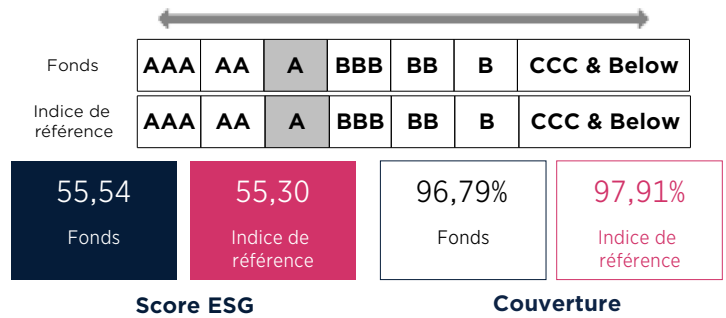 Fonds AAA AA A BBB BB B CCC & Below
Indice de
référence AAA AA A BBB BB B CCC & Below
55,54 55,30 96,79% 97,91%
Fonds Indice de Fonds Indice de
référence référence
Score ESG Couverture